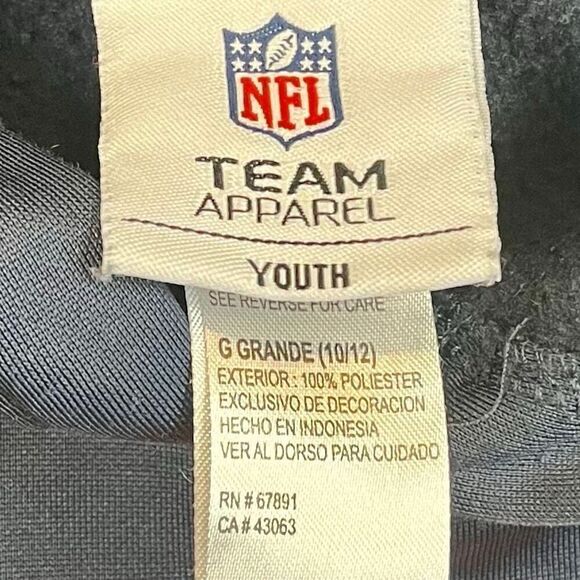 NFL
TEAM
APPAREL
YOUTH
SEE REVERSE FOR CARE
G GRANDE (10/12)
EXTERIOR : 100% POLIESTER
EXCLUSIVO DE DECORACION
HECHO EN INDONESIA
VER AL DORSO PARA CUIDADO
RN # 67891
CA # 43063